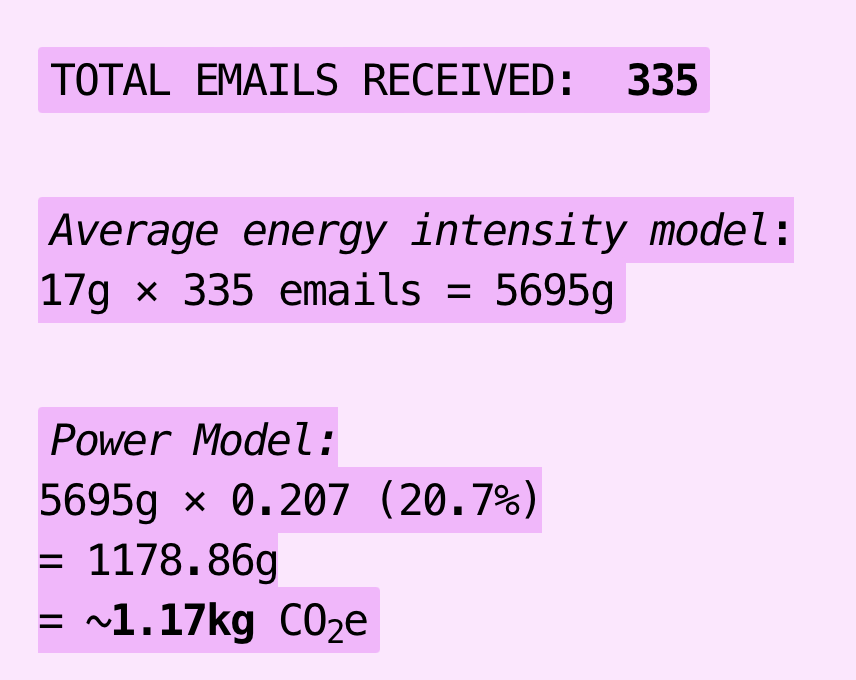 TOTAL EMAILS RECEIVED: 335
Average energy intensity model:
17g × 335 emails = 5695g
Power Model:
5695g × 0.207 (20.7%)
= 1178.86g
= ~1.17kg CO₂e